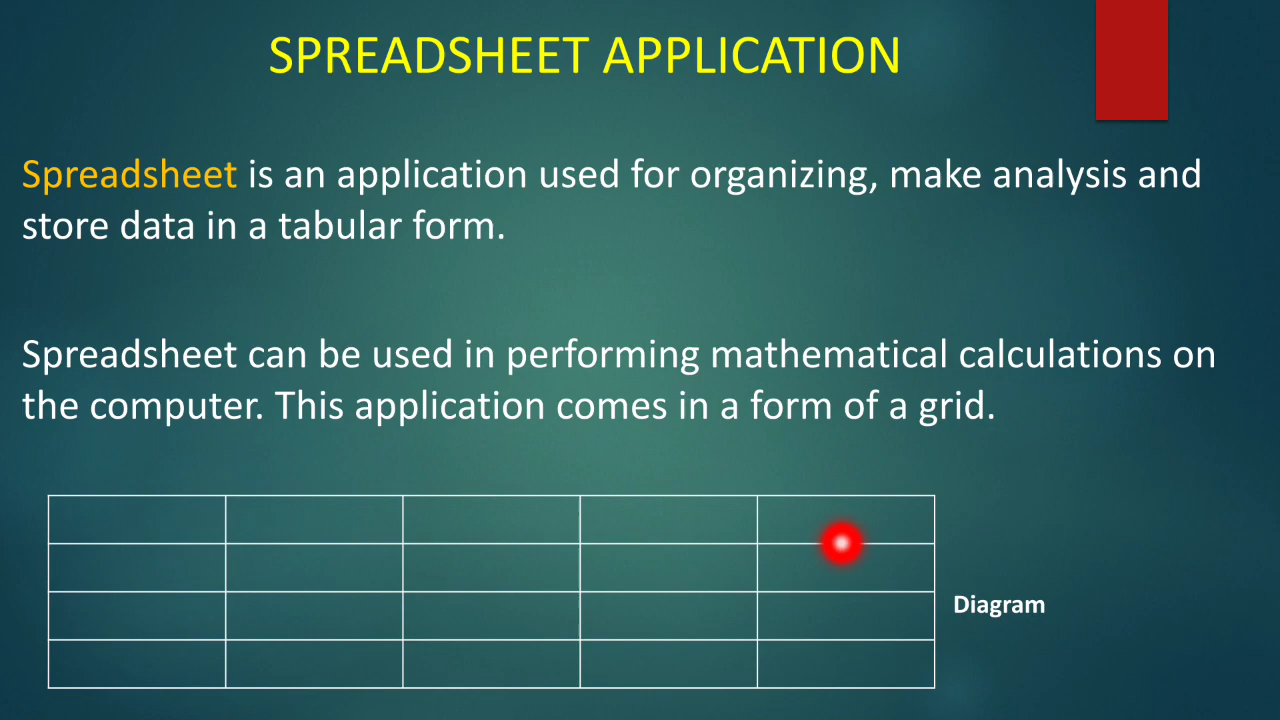 SPREADSHEET APPLICATION
Spreadsheet is an application used for organizing, make analysis and
store data in a tabular form.
Spreadsheet can be used in performing mathematical calculations on
the computer. This application comes in a form of a grid.
Diagram